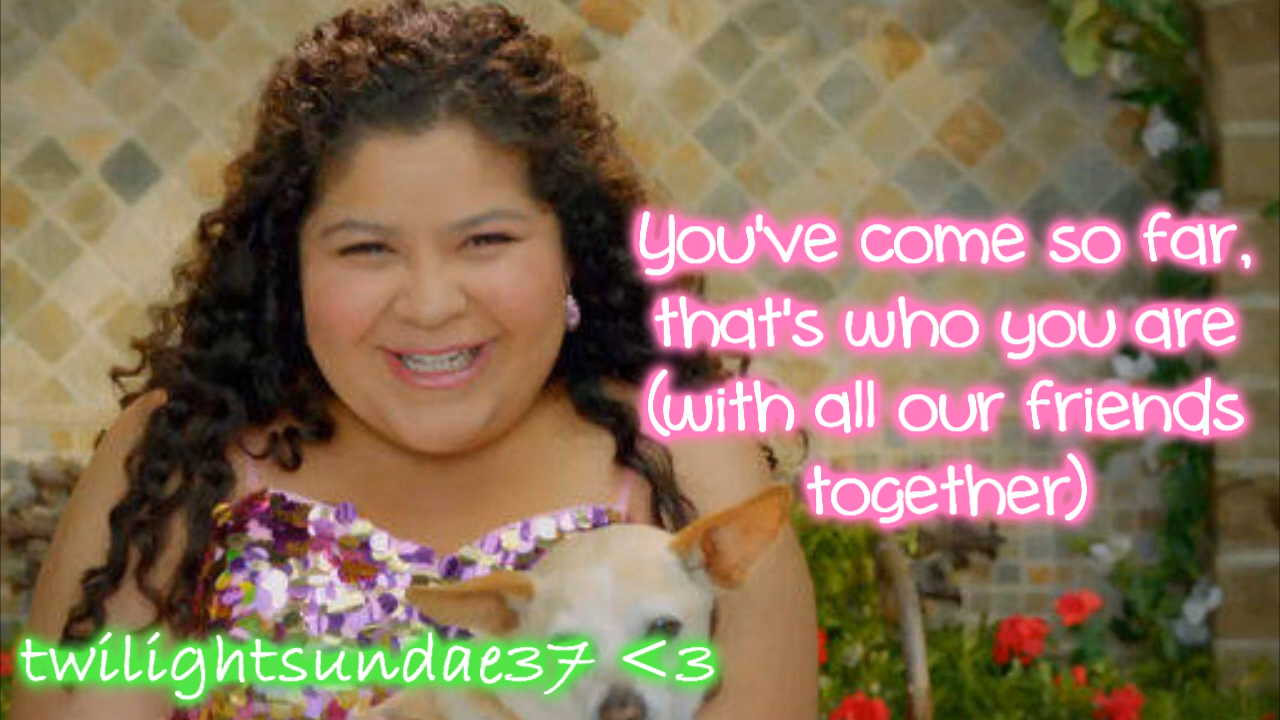 You've come so far,
that's who you are
(with all our friends
together)
twilightsundae37 <3